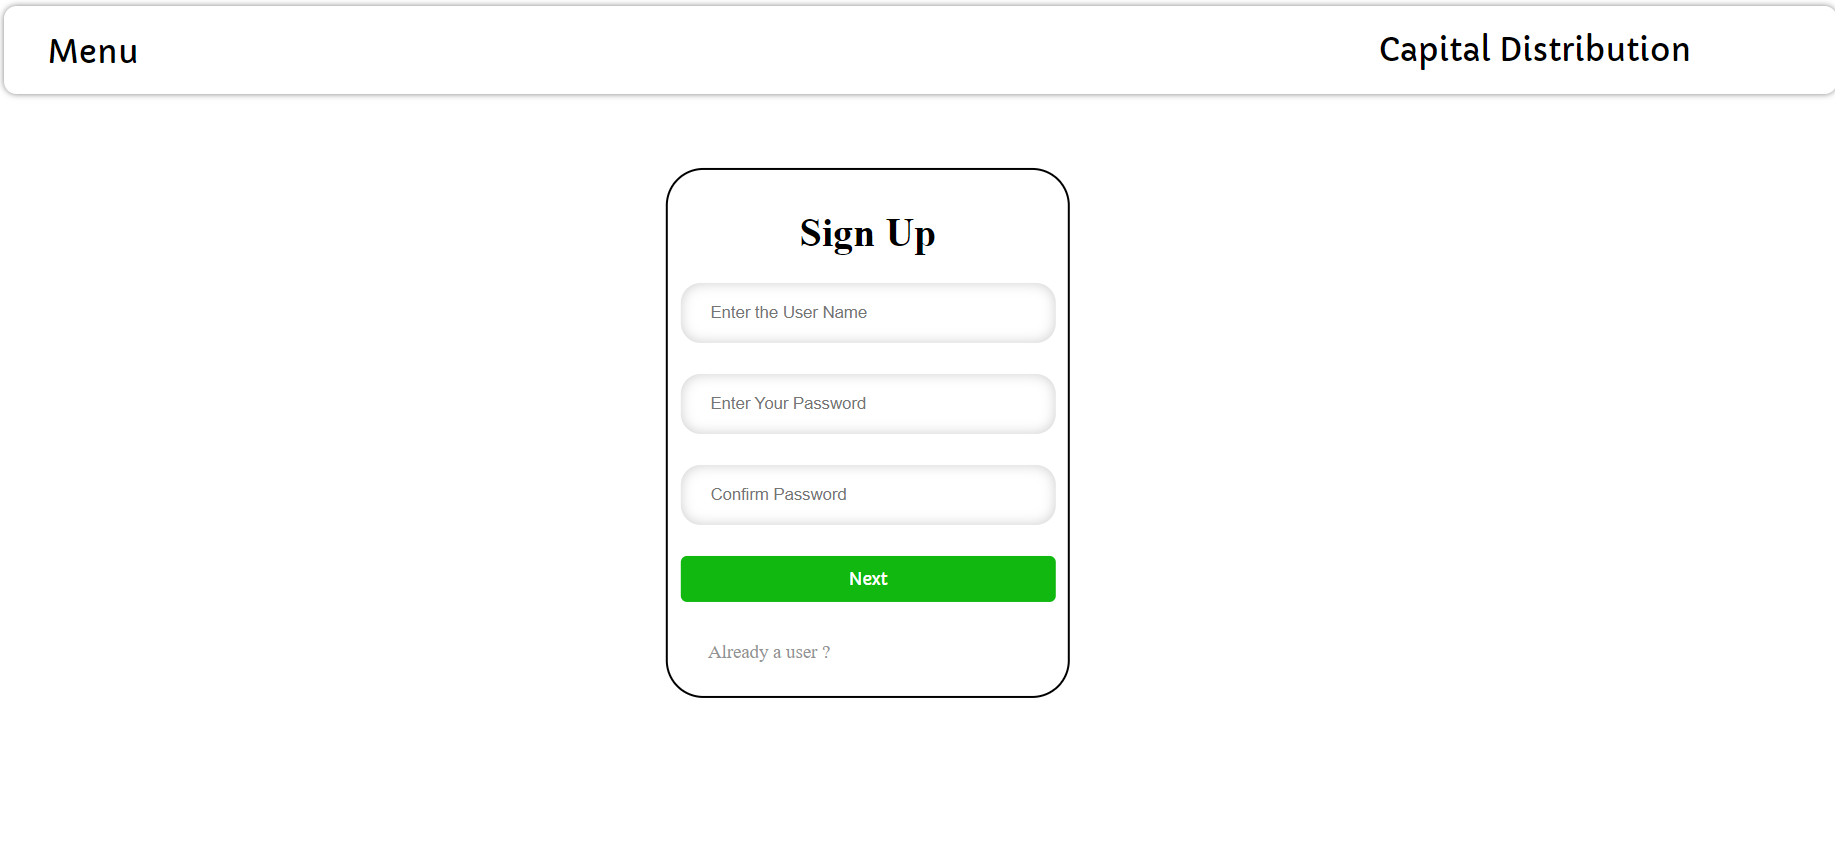 Menu
Capital Distribution
Sign Up
Enter the User Name
Enter Your Password
Confirm Password
Next
Already a user ?